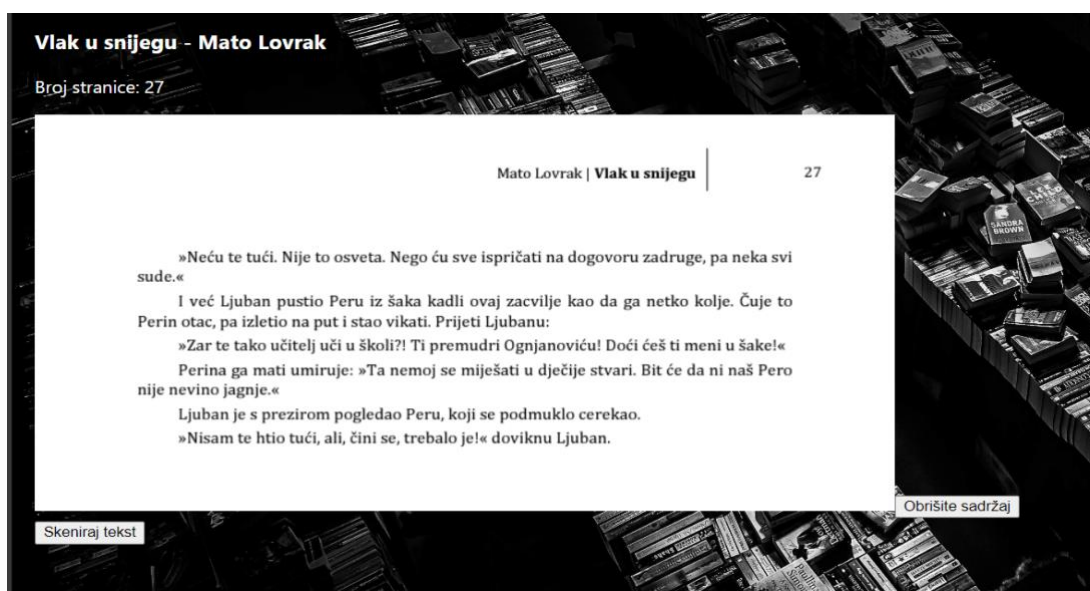 Vlak u snijegu - Mato Lovrak
Broj stranice: 27
Mato Lovrak | Vlak u snijegu 27
»Neću te tući. Nije to osveta. Nego ću sve ispričati na dogovoru zadruge, pa neka svi
sude.«
I već Ljuban pustio Peru iz šaka kadli ovaj zacvilje kao da ga netko kolje. Čuje to
Perin otac, pa izletio na put i stao vikati. Prijeti Ljubanu:
»Zar te tako učitelj uči u školi?! Ti premudri Ognjanoviću! Doći ćeš ti meni u šake!«
Perina ga mati umiruje: »Ta nemoj se miješati u dječije stvari. Bit će da ni naš Pero
nije nevino jagnje.«
Ljuban je s prezirom pogledao Peru, koji se podmuklo cerekao.
»Nisam te htio tući, ali, čini se, trebalo je!« doviknu Ljuban.
Obrišite sadržaj
Skeniraj tekst
LEE
CHILD
SANDRA
BROWN